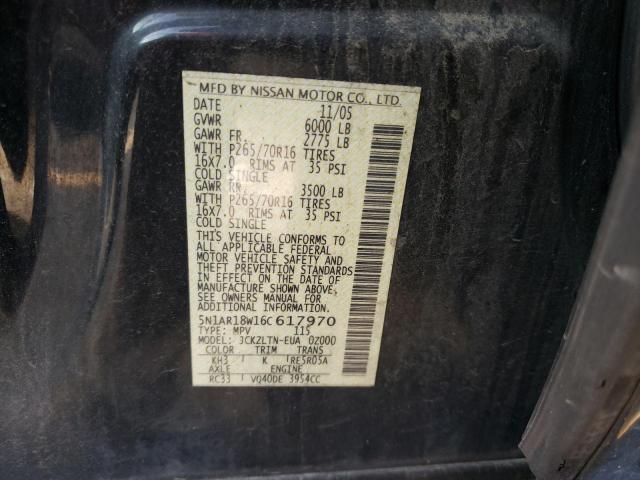 MFD BY NISSAN MOTOR CO., LTD.
DATE 11/05
GVWR 6000 LB
GAWR FR. 2775 LB
WITH P265/70R16 TIRES
16X7.0 RIMS AT 35 PSI
COLD SINGLE
GAWR RR. 3500 LB
WITH P265/70R16 TIRES
16X7.0 RIMS AT 35 PSI
COLD SINGLE
THIS VEHICLE CONFORMS TO
ALL APPLICABLE FEDERAL
MOTOR VEHICLE SAFETY AND
THEFT PREVENTION STANDARDS
IN EFFECT ON THE DATE OF
MANUFACTURE SHOWN ABOVE.
SEE OWNERS MANUAL FOR
ADDITIONAL INFORMATION
5N1AR18W16C617970
TYPE: MPV 115
MODEL: JCKZLTN-EUA 0Z000
COLOR TRIM TRANS
KH3 K RE5R05A
AXLE ENGINE
RC33 VQ40DE 3954CC